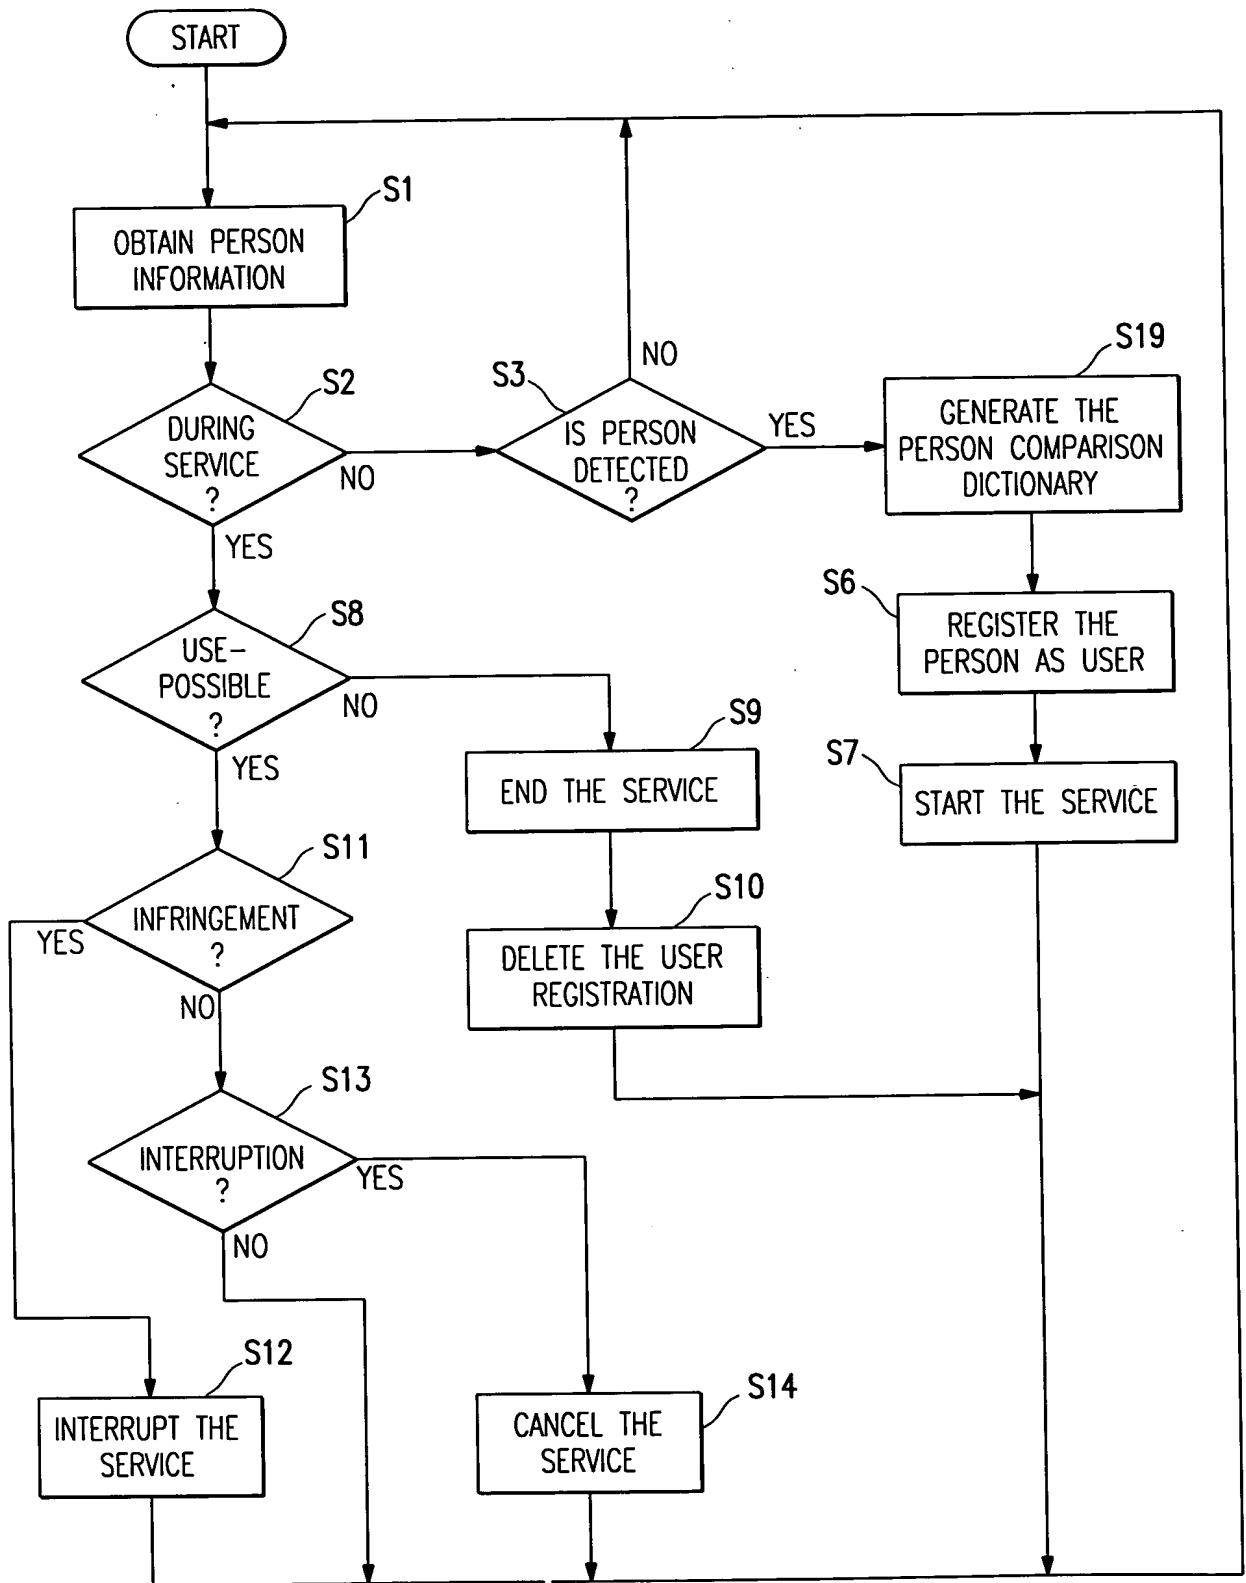 START
S1
OBTAIN PERSON
INFORMATION
S2
DURING
SERVICE
?
NO
YES
S3
IS PERSON
DETECTED
?
NO
YES
S19
GENERATE THE
PERSON COMPARISON
DICTIONARY
S6
REGISTER THE
PERSON AS USER
S7
START THE SERVICE
S8
USE-
POSSIBLE
?
NO
YES
S9
END THE SERVICE
S10
DELETE THE USER
REGISTRATION
S11
INFRINGEMENT
?
YES
NO
S13
INTERRUPTION
?
YES
NO
S12
INTERRUPT THE
SERVICE
S14
CANCEL THE
SERVICE